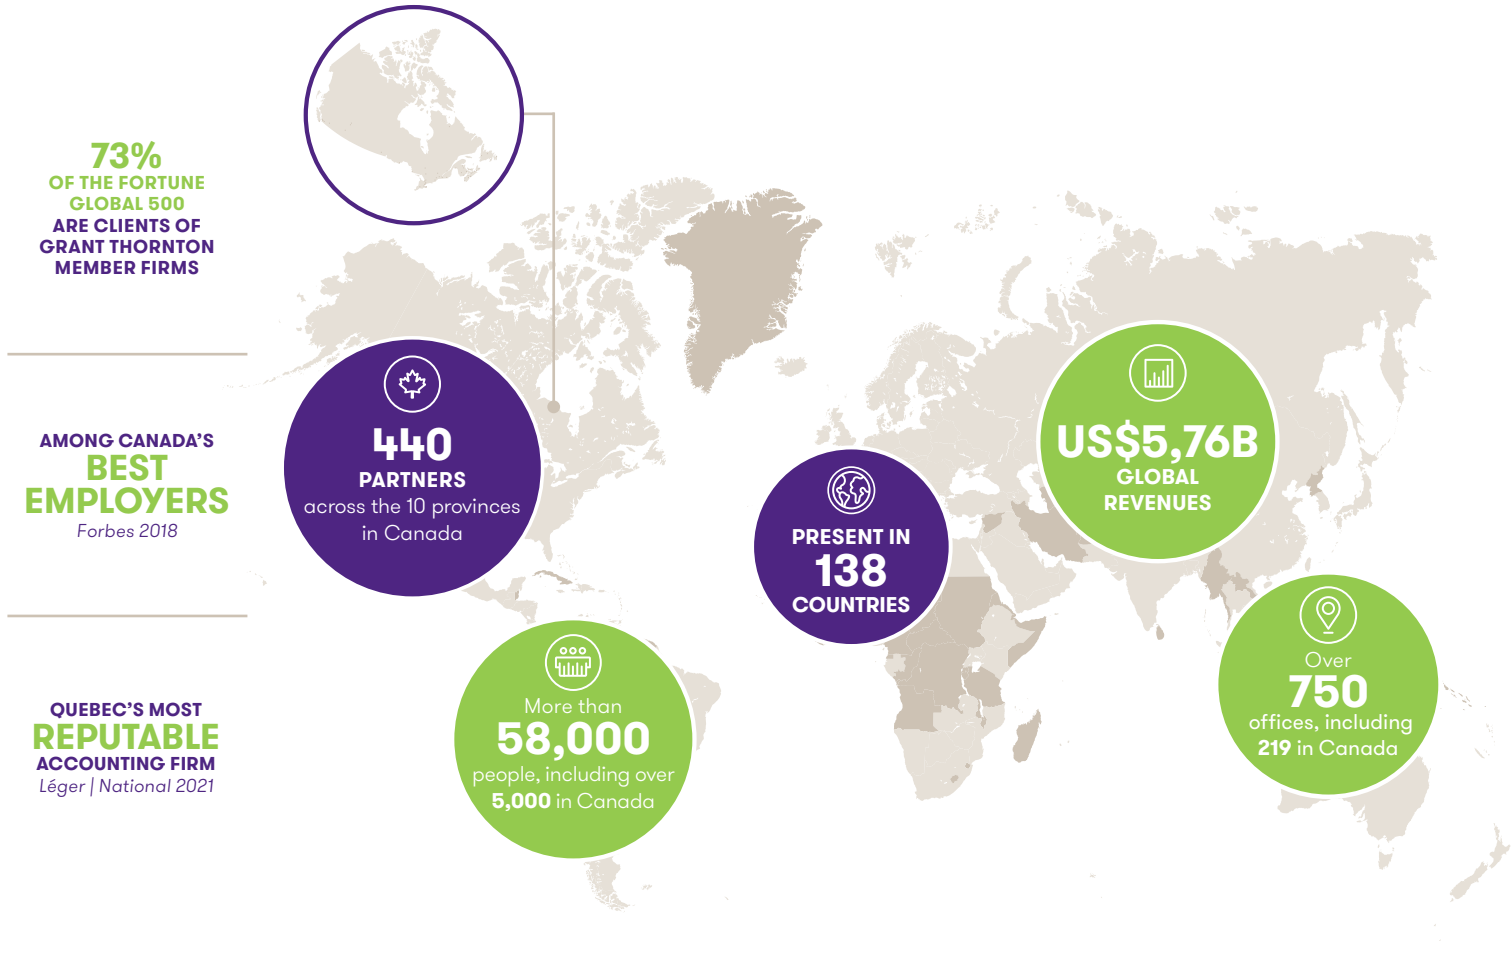 73%
OF THE FORTUNE
GLOBAL 500
ARE CLIENTS OF
GRANT THORNTON
MEMBER FIRMS
AMONG CANADA'S
BEST
EMPLOYERS
Forbes 2018
QUEBEC'S MOST
REPUTABLE
ACCOUNTING FIRM
Léger | National 2021
440
PARTNERS
across the 10 provinces
in Canada
More than
58,000
people, including over
5,000 in Canada
PRESENT IN
138
COUNTRIES
US$5,76B
GLOBAL
REVENUES
Over
750
offices, including
219 in Canada